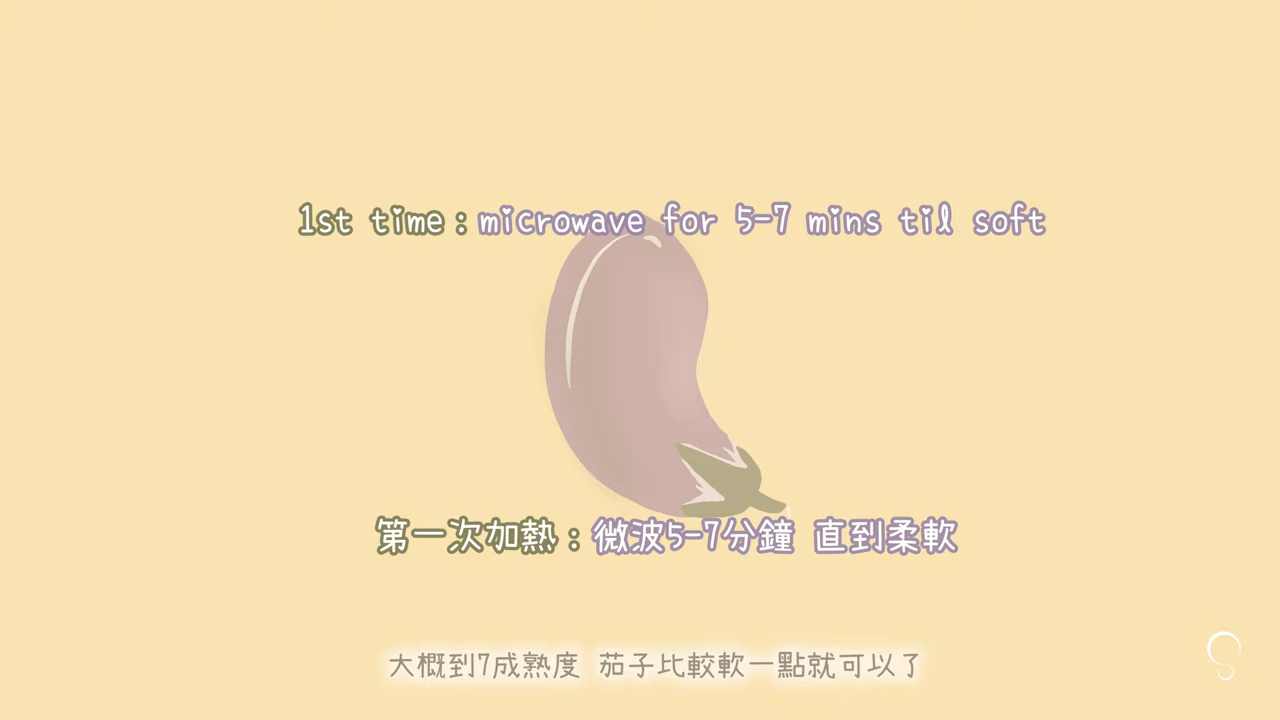 1st time：microwave for 5-7 mins til soft
第一次加熱：微波5-7分鐘 直到柔軟
大概到7成熟度 茄子比較軟一點就可以了